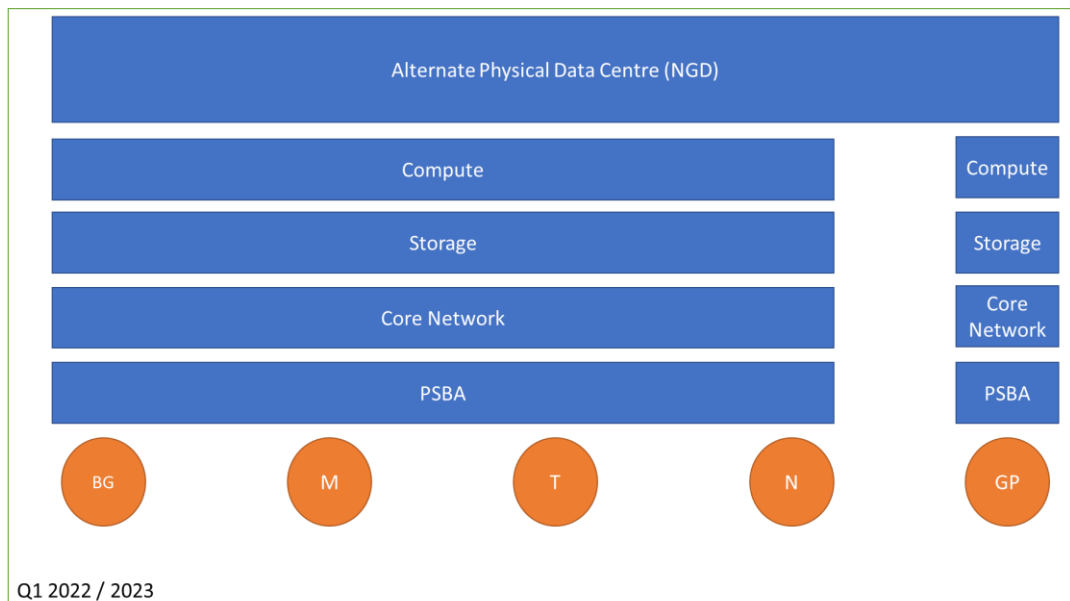 Alternate Physical Data Centre (NGD)
Compute
Compute
Storage
Storage
Core Network
Core
Network
PSBA
PSBA
BG
M
T
N
GP
Q1 2022 / 2023